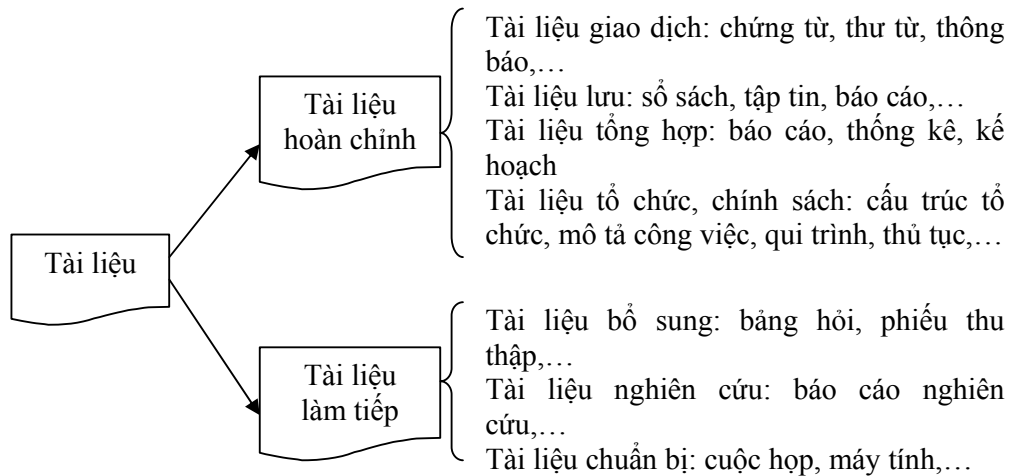 Tài liệu
Tài liệu
hoàn chỉnh
Tài liệu giao dịch: chứng từ, thư từ, thông
báo,…
Tài liệu lưu: sổ sách, tập tin, báo cáo,…
Tài liệu tổng hợp: báo cáo, thống kê, kế
hoạch
Tài liệu tổ chức, chính sách: cấu trúc tổ
chức, mô tả công việc, qui trình, thủ tục,…
Tài liệu
làm tiếp
Tài liệu bổ sung: bảng hỏi, phiếu thu
thập,…
Tài liệu nghiên cứu: báo cáo nghiên
cứu,…
Tài liệu chuẩn bị: cuộc họp, máy tính,…